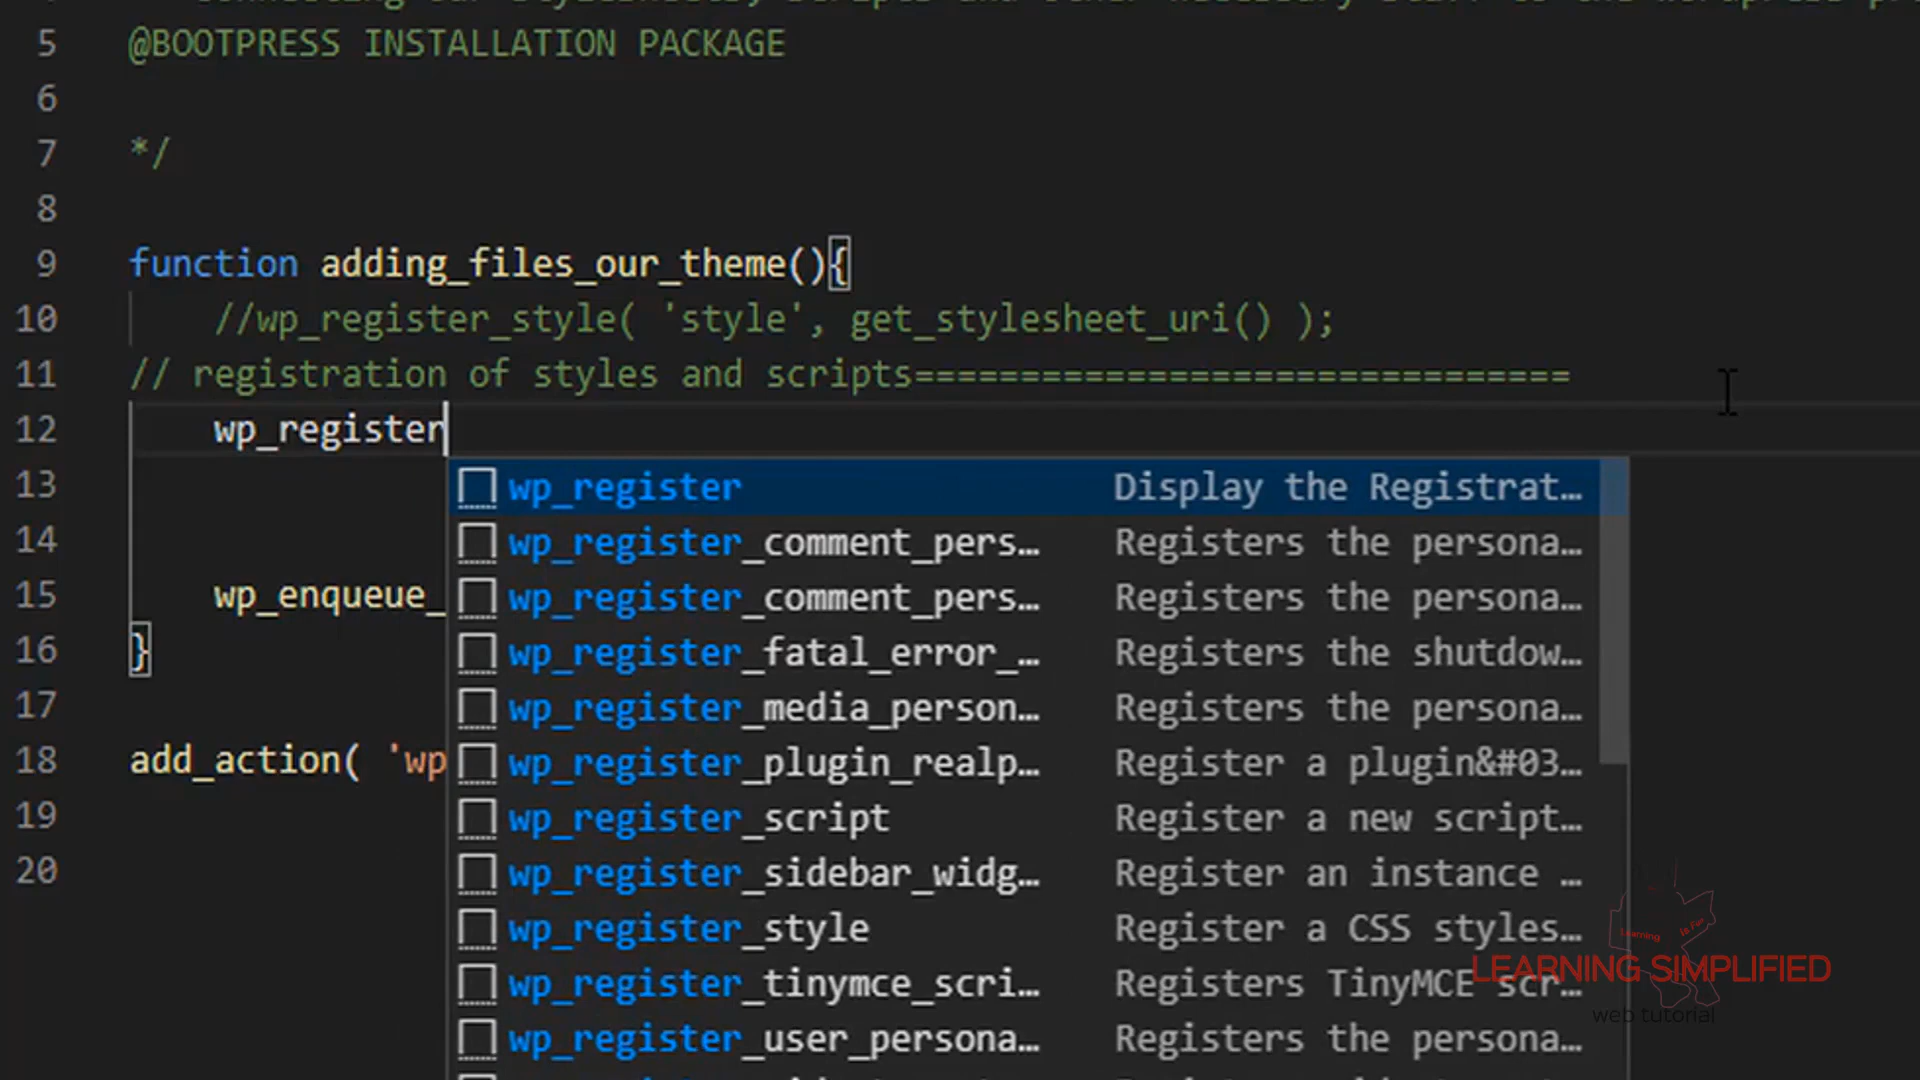 5 @BOOTPRESS INSTALLATION PACKAGE
6
7 */
8
9 function adding_files_our_theme(){
10 //wp_register_style( 'style', get_stylesheet_uri() );
11 // registration of styles and scripts===============================
12 wp_register
wp_register Display the Registrat…
13
wp_register_comment_pers… Registers the persona…
14
15 wp_enqueue_ wp_register_comment_pers… Registers the persona…
16 } wp_register_fatal_error_… Registers the shutdow…
17 wp_register_media_person… Registers the persona…
18 add_action( 'wp wp_register_plugin_realp… Register a plugin&#03…
19 wp_register_script Register a new script…
20 wp_register_sidebar_widg… Register an instance …
wp_register_style Register a CSS styles…
wp_register_tinymce_scri… Registers TinyMCE scr…
wp_register_user_persona… Registers the persona…
Learning is Fun
LEARNING SIMPLIFIED
web tutorial